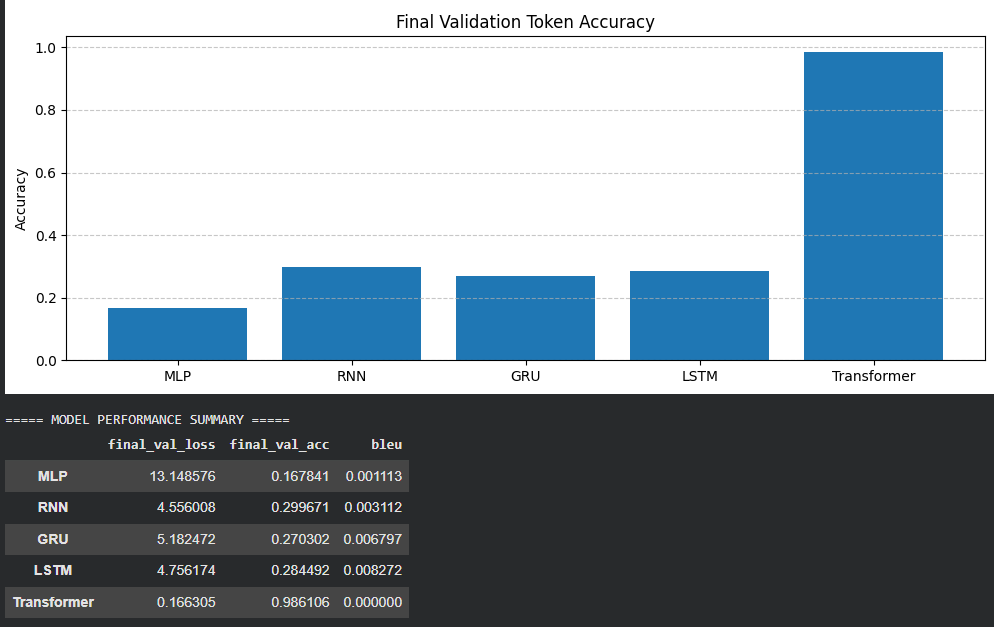 Final Validation Token Accuracy
1.0
0.8
0.6
0.4
0.2
0.0
Accuracy
MLP RNN GRU LSTM Transformer
===== MODEL PERFORMANCE SUMMARY =====
final_val_loss final_val_acc bleu
MLP 13.148576 0.167841 0.001113
RNN 4.556008 0.299671 0.003112
GRU 5.182472 0.270302 0.006797
LSTM 4.756174 0.284492 0.008272
Transformer 0.166305 0.986106 0.000000